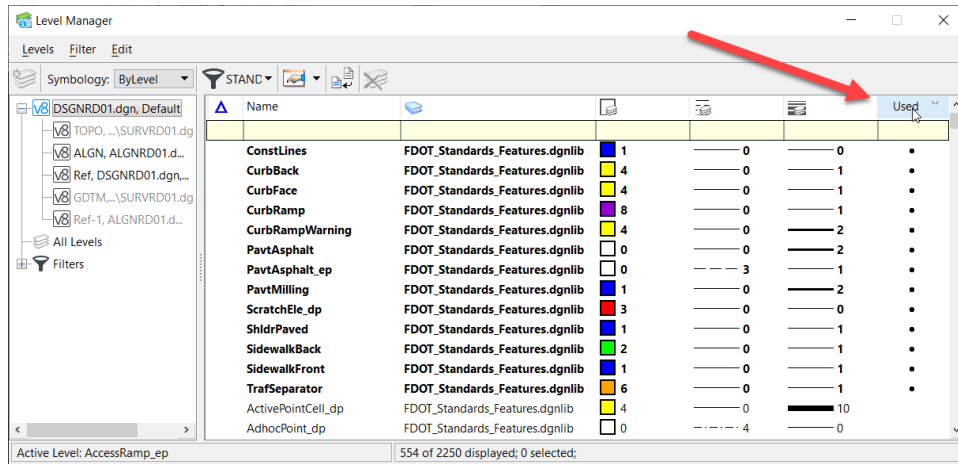 Level Manager
Levels Filter Edit
Symbology: ByLevel STAND
V8 DSGNRD01.dgn, Default
V8 TOPO, ...\SURVRD01.dg
V8 ALGN, ALGNRD01.d...
V8 Ref, DSGNRD01.dgn,...
V8 GDTM,...\SURVRD01.dg
V8 Ref-1, ALGNRD01.d...
All Levels
Filters
Name Used
ConstLines FDOT_Standards_Features.dgnlib 1 0 0 •
CurbBack FDOT_Standards_Features.dgnlib 4 0 1 •
CurbFace FDOT_Standards_Features.dgnlib 4 0 1 •
CurbRamp FDOT_Standards_Features.dgnlib 8 0 1 •
CurbRampWarning FDOT_Standards_Features.dgnlib 4 0 2 •
PavtAsphalt FDOT_Standards_Features.dgnlib 0 0 2 •
PavtAsphalt_ep FDOT_Standards_Features.dgnlib 0 3 1 •
PavtMilling FDOT_Standards_Features.dgnlib 1 0 2 •
ScratchEle_dp FDOT_Standards_Features.dgnlib 3 0 0 •
ShldrPaved FDOT_Standards_Features.dgnlib 1 0 1 •
SidewalkBack FDOT_Standards_Features.dgnlib 2 0 1 •
SidewalkFront FDOT_Standards_Features.dgnlib 1 0 1 •
TrafSeparator FDOT_Standards_Features.dgnlib 6 0 1 •
ActivePointCell_dp FDOT_Standards_Features.dgnlib 4 0 10
AdhocPoint_dp FDOT_Standards_Features.dgnlib 0 4 0
Active Level: AccessRamp_ep 554 of 2250 displayed; 0 selected;